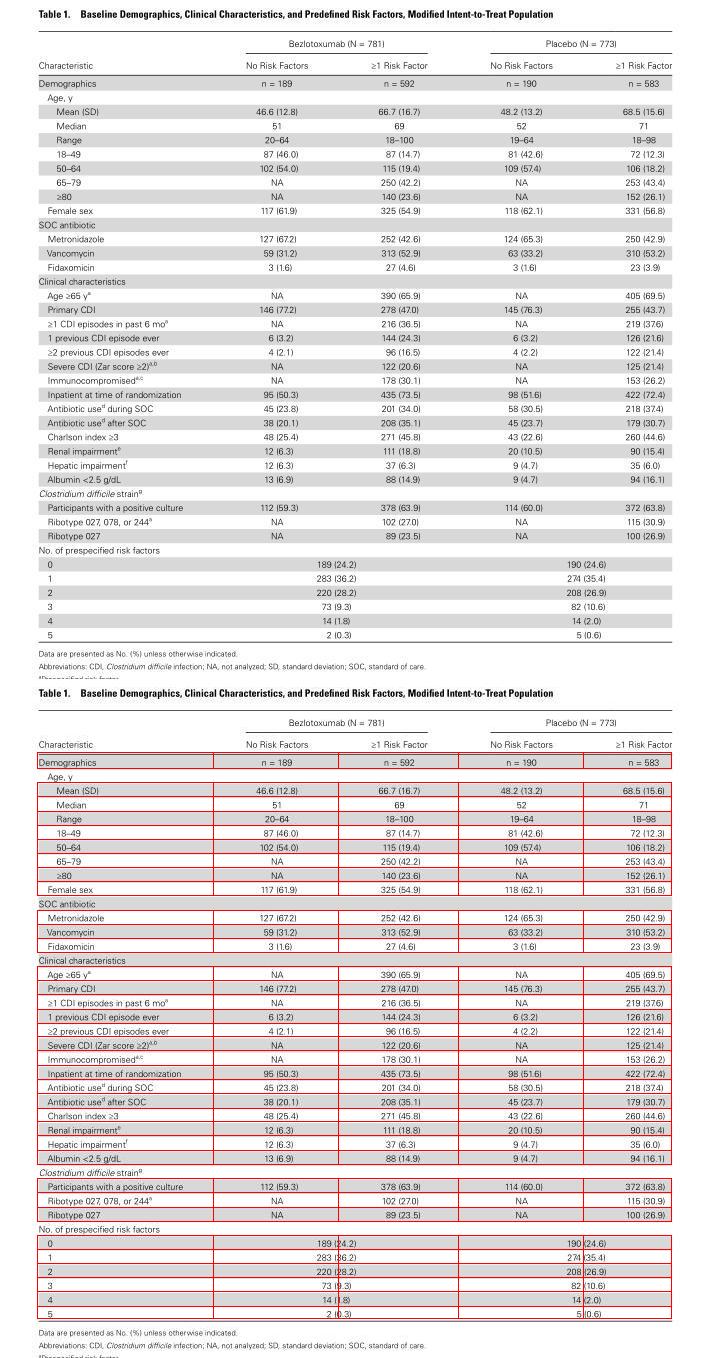 Table 1. Baseline Demographics, Clinical Characteristics, and Predefined Risk Factors, Modified Intent-to-Treat Population
Bezlotoxumab (N = 781) Placebo (N = 773)
Characteristic No Risk Factors ≥1 Risk Factor No Risk Factors ≥1 Risk Factor
Demographics n = 189 n = 592 n = 190 n = 583
Age, y
Mean (SD) 46.6 (12.8) 66.7 (16.7) 48.2 (13.2) 68.5 (15.6)
Median 51 69 52 71
Range 20–64 18–100 19–64 18–98
18–49 87 (46.0) 87 (14.7) 81 (42.6) 72 (12.3)
50–64 102 (54.0) 115 (19.4) 109 (57.4) 106 (18.2)
65–79 NA 250 (42.2) NA 253 (43.4)
≥80 NA 140 (23.6) NA 152 (26.1)
Female sex 117 (61.9) 325 (54.9) 118 (62.1) 331 (56.8)
SOC antibiotic
Metronidazole 127 (67.2) 252 (42.6) 124 (65.3) 250 (42.9)
Vancomycin 59 (31.2) 313 (52.9) 63 (33.2) 310 (53.2)
Fidaxomicin 3 (1.6) 27 (4.6) 3 (1.6) 23 (3.9)
Clinical characteristics
Age ≥65 yᵃ NA 390 (65.9) NA 405 (69.5)
Primary CDI 146 (77.2) 278 (47.0) 145 (76.3) 255 (43.7)
≥1 CDI episodes in past 6 moᵃ NA 216 (36.5) NA 219 (37.6)
1 previous CDI episode ever 6 (3.2) 144 (24.3) 6 (3.2) 126 (21.6)
≥2 previous CDI episodes ever 4 (2.1) 96 (16.5) 4 (2.2) 122 (21.4)
Severe CDI (Zar score ≥2)ᵃ,ᵇ NA 122 (20.6) NA 125 (21.4)
Immunocompromisedᵃ,ᶜ NA 178 (30.1) NA 153 (26.2)
Inpatient at time of randomization 95 (50.3) 435 (73.5) 98 (51.6) 422 (72.4)
Antibiotic useᵈ during SOC 45 (23.8) 201 (34.0) 58 (30.5) 218 (37.4)
Antibiotic useᵈ after SOC 38 (20.1) 208 (35.1) 45 (23.7) 179 (30.7)
Charlson index ≥3 48 (25.4) 271 (45.8) 43 (22.6) 260 (44.6)
Renal impairmentᵉ 12 (6.3) 111 (18.8) 20 (10.5) 90 (15.4)
Hepatic impairmentᶠ 12 (6.3) 37 (6.3) 9 (4.7) 35 (6.0)
Albumin <2.5 g/dL 13 (6.9) 88 (14.9) 9 (4.7) 94 (16.1)
Clostridium difficile strainᵍ
Participants with a positive culture 112 (59.3) 378 (63.9) 114 (60.0) 372 (63.8)
Ribotype 027, 078, or 244ᵃ NA 102 (27.0) NA 115 (30.9)
Ribotype 027 NA 89 (23.5) NA 100 (26.9)
No. of prespecified risk factors
0 189 (24.2) 190 (24.6)
1 283 (36.2) 274 (35.4)
2 220 (28.2) 208 (26.9)
3 73 (9.3) 82 (10.6)
4 14 (1.8) 14 (2.0)
5 2 (0.3) 5 (0.6)
Data are presented as No. (%) unless otherwise indicated.
Abbreviations: CDI, Clostridium difficile infection; NA, not analyzed; SD, standard deviation; SOC, standard of care.
Table 1. Baseline Demographics, Clinical Characteristics, and Predefined Risk Factors, Modified Intent-to-Treat Population
Bezlotoxumab (N = 781) Placebo (N = 773)
Characteristic No Risk Factors ≥1 Risk Factor No Risk Factors ≥1 Risk Factor
Demographics n = 189 n = 592 n = 190 n = 583
Age, y
Mean (SD) 46.6 (12.8) 66.7 (16.7) 48.2 (13.2) 68.5 (15.6)
Median 51 69 52 71
Range 20–64 18–100 19–64 18–98
18–49 87 (46.0) 87 (14.7) 81 (42.6) 72 (12.3)
50–64 102 (54.0) 115 (19.4) 109 (57.4) 106 (18.2)
65–79 NA 250 (42.2) NA 253 (43.4)
≥80 NA 140 (23.6) NA 152 (26.1)
Female sex 117 (61.9) 325 (54.9) 118 (62.1) 331 (56.8)
SOC antibiotic
Metronidazole 127 (67.2) 252 (42.6) 124 (65.3) 250 (42.9)
Vancomycin 59 (31.2) 313 (52.9) 63 (33.2) 310 (53.2)
Fidaxomicin 3 (1.6) 27 (4.6) 3 (1.6) 23 (3.9)
Clinical characteristics
Age ≥65 yᵃ NA 390 (65.9) NA 405 (69.5)
Primary CDI 146 (77.2) 278 (47.0) 145 (76.3) 255 (43.7)
≥1 CDI episodes in past 6 moᵃ NA 216 (36.5) NA 219 (37.6)
1 previous CDI episode ever 6 (3.2) 144 (24.3) 6 (3.2) 126 (21.6)
≥2 previous CDI episodes ever 4 (2.1) 96 (16.5) 4 (2.2) 122 (21.4)
Severe CDI (Zar score ≥2)ᵃ,ᵇ NA 122 (20.6) NA 125 (21.4)
Immunocompromisedᵃ,ᶜ NA 178 (30.1) NA 153 (26.2)
Inpatient at time of randomization 95 (50.3) 435 (73.5) 98 (51.6) 422 (72.4)
Antibiotic useᵈ during SOC 45 (23.8) 201 (34.0) 58 (30.5) 218 (37.4)
Antibiotic useᵈ after SOC 38 (20.1) 208 (35.1) 45 (23.7) 179 (30.7)
Charlson index ≥3 48 (25.4) 271 (45.8) 43 (22.6) 260 (44.6)
Renal impairmentᵉ 12 (6.3) 111 (18.8) 20 (10.5) 90 (15.4)
Hepatic impairmentᶠ 12 (6.3) 37 (6.3) 9 (4.7) 35 (6.0)
Albumin <2.5 g/dL 13 (6.9) 88 (14.9) 9 (4.7) 94 (16.1)
Clostridium difficile strainᵍ
Participants with a positive culture 112 (59.3) 378 (63.9) 114 (60.0) 372 (63.8)
Ribotype 027, 078, or 244ᵃ NA 102 (27.0) NA 115 (30.9)
Ribotype 027 NA 89 (23.5) NA 100 (26.9)
No. of prespecified risk factors
0 189 (24.2) 190 (24.6)
1 283 (36.2) 274 (35.4)
2 220 (28.2) 208 (26.9)
3 73 (9.3) 82 (10.6)
4 14 (1.8) 14 (2.0)
5 2 (0.3) 5 (0.6)
Data are presented as No. (%) unless otherwise indicated.
Abbreviations: CDI, Clostridium difficile infection; NA, not analyzed; SD, standard deviation; SOC, standard of care.